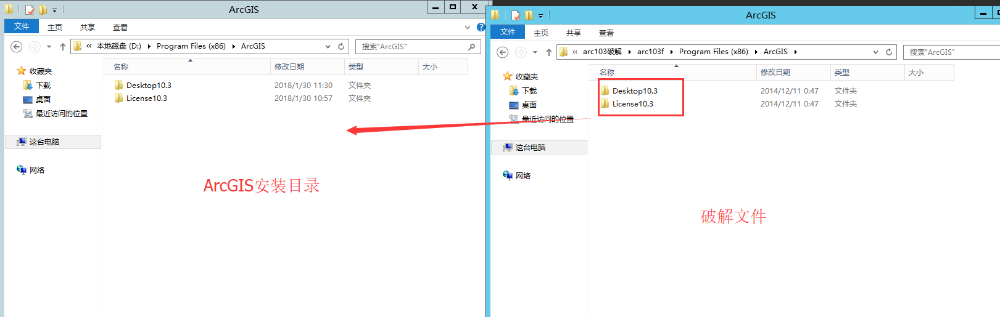 ArcGIS
文件 主页 共享 查看
« 本地磁盘 (D:) Program Files (x86) ArcGIS 搜索"ArcGIS"
收藏夹
下载
桌面
最近访问的位置
这台电脑
网络
名称 修改日期 类型 大小
Desktop10.3 2018/1/30 11:30 文件夹
License10.3 2018/1/30 10:57 文件夹
ArcGIS安装目录
ArcGIS
文件 主页 共享 查看
« arc103破解 arc103f Program Files (x86) ArcGIS 搜索"ArcGIS"
收藏夹
下载
桌面
最近访问的位置
这台电脑
网络
名称 修改日期 类型 大小
Desktop10.3 2014/12/11 0:47 文件夹
License10.3 2014/12/11 0:47 文件夹
破解文件